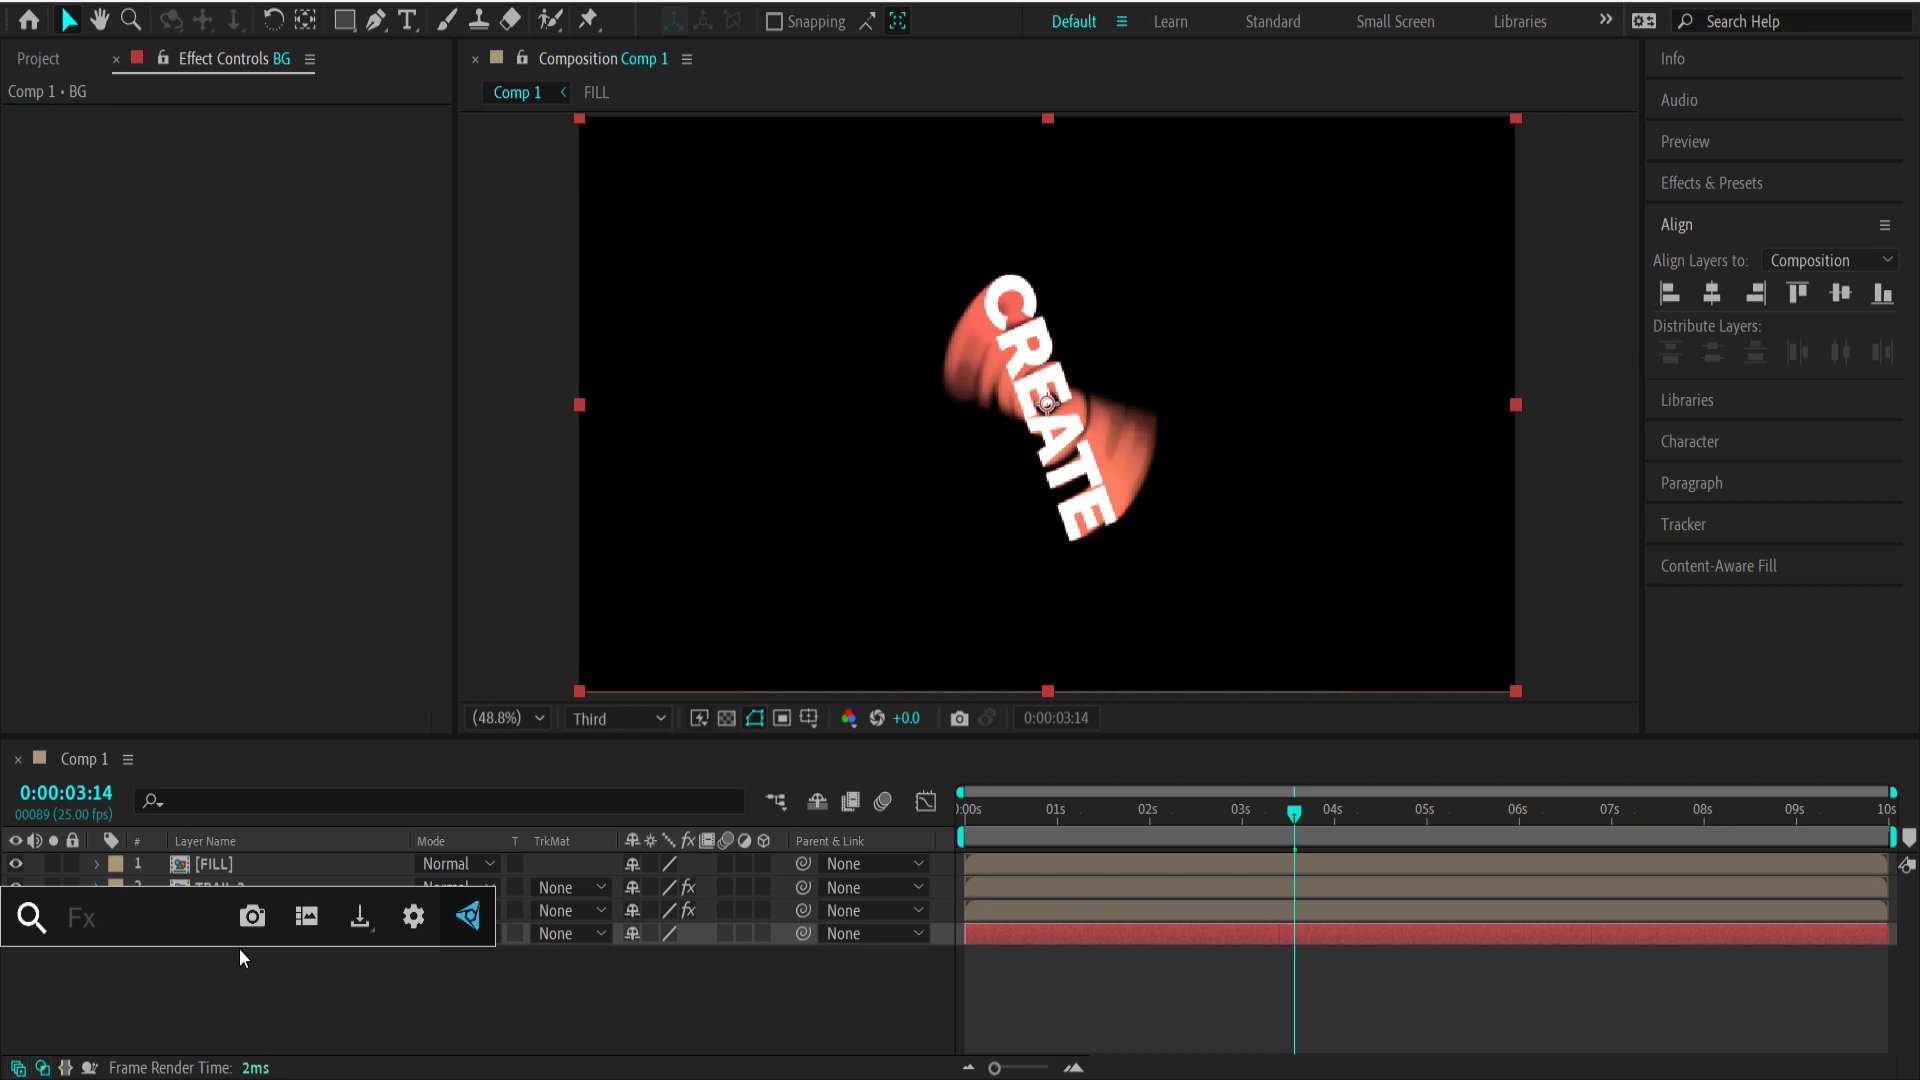 Snapping
Default
Learn
Standard
Small Screen
Libraries
Search Help
Project
Effect Controls BG
Comp 1 • BG
Composition Comp 1
Comp 1
FILL
CREATE
(48.8%)
Third
+0.0
0:00:03:14
Info
Audio
Preview
Effects & Presets
Align
Align Layers to:
Composition
Distribute Layers:
Libraries
Character
Paragraph
Tracker
Content-Aware Fill
Comp 1
0:00:03:14
00089 (25.00 fps)
01s
02s
03s
04s
05s
06s
07s
08s
09s
10s
#
Layer Name
Mode
T
TrkMat
fx
Parent & Link
1
[FILL]
Normal
None
None
fx
None
None
fx
None
None
None
Fx
Frame Render Time:
2ms